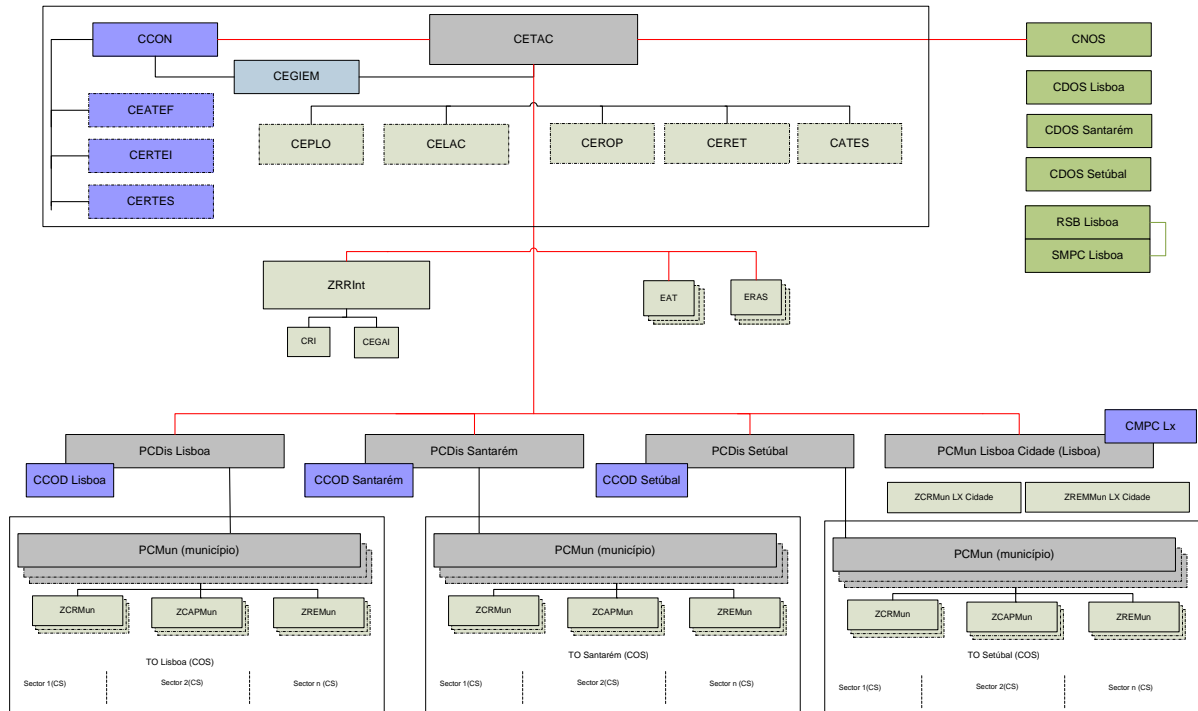 CCON
CETAC
CNOS
CEGIEM
CDOS Lisboa
CEATEF
CDOS Santarém
CEPLO
CELAC
CEROP
CERET
CATES
CERTEI
CDOS Setúbal
CERTES
RSB Lisboa
SMPC Lisboa
ZRRInt
EAT
ERAS
CRI
CEGAI
CMPC Lx
PCDis Lisboa
PCDis Santarém
PCDis Setúbal
PCMun Lisboa Cidade (Lisboa)
CCOD Lisboa
CCOD Santarém
CCOD Setúbal
ZCRMun LX Cidade
ZREMMun LX Cidade
PCMun (município)
PCMun (município)
PCMun (município)
ZCRMun
ZCAPMun
ZREMun
ZCRMun
ZCAPMun
ZREMun
ZCRMun
ZCAPMun
ZREMun
TO Lisboa (COS)
TO Santarém (COS)
TO Setúbal (COS)
Sector 1(CS)
Sector 2(CS)
Sector n (CS)
Sector 1(CS)
Sector 2(CS)
Sector n (CS)
Sector 1(CS)
Sector 2(CS)
Sector n (CS)